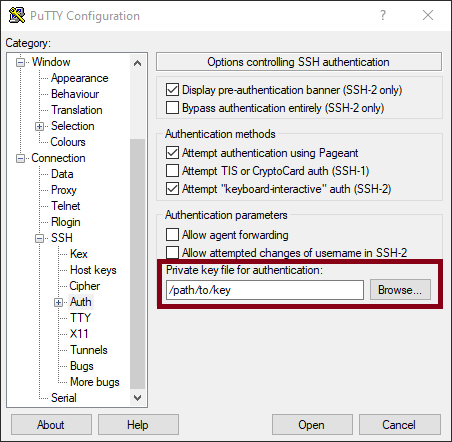 PuTTY Configuration
?
Category:
Window
Appearance
Behaviour
Translation
Selection
Colours
Connection
Data
Proxy
Telnet
Rlogin
SSH
Kex
Host keys
Cipher
Auth
TTY
X11
Tunnels
Bugs
More bugs
Serial
Options controlling SSH authentication
Display pre-authentication banner (SSH-2 only)
Bypass authentication entirely (SSH-2 only)
Authentication methods
Attempt authentication using Pageant
Attempt TIS or CryptoCard auth (SSH-1)
Attempt "keyboard-interactive" auth (SSH-2)
Authentication parameters
Allow agent forwarding
Allow attempted changes of username in SSH-2
Private key file for authentication:
/path/to/key
Browse...
About
Help
Open
Cancel